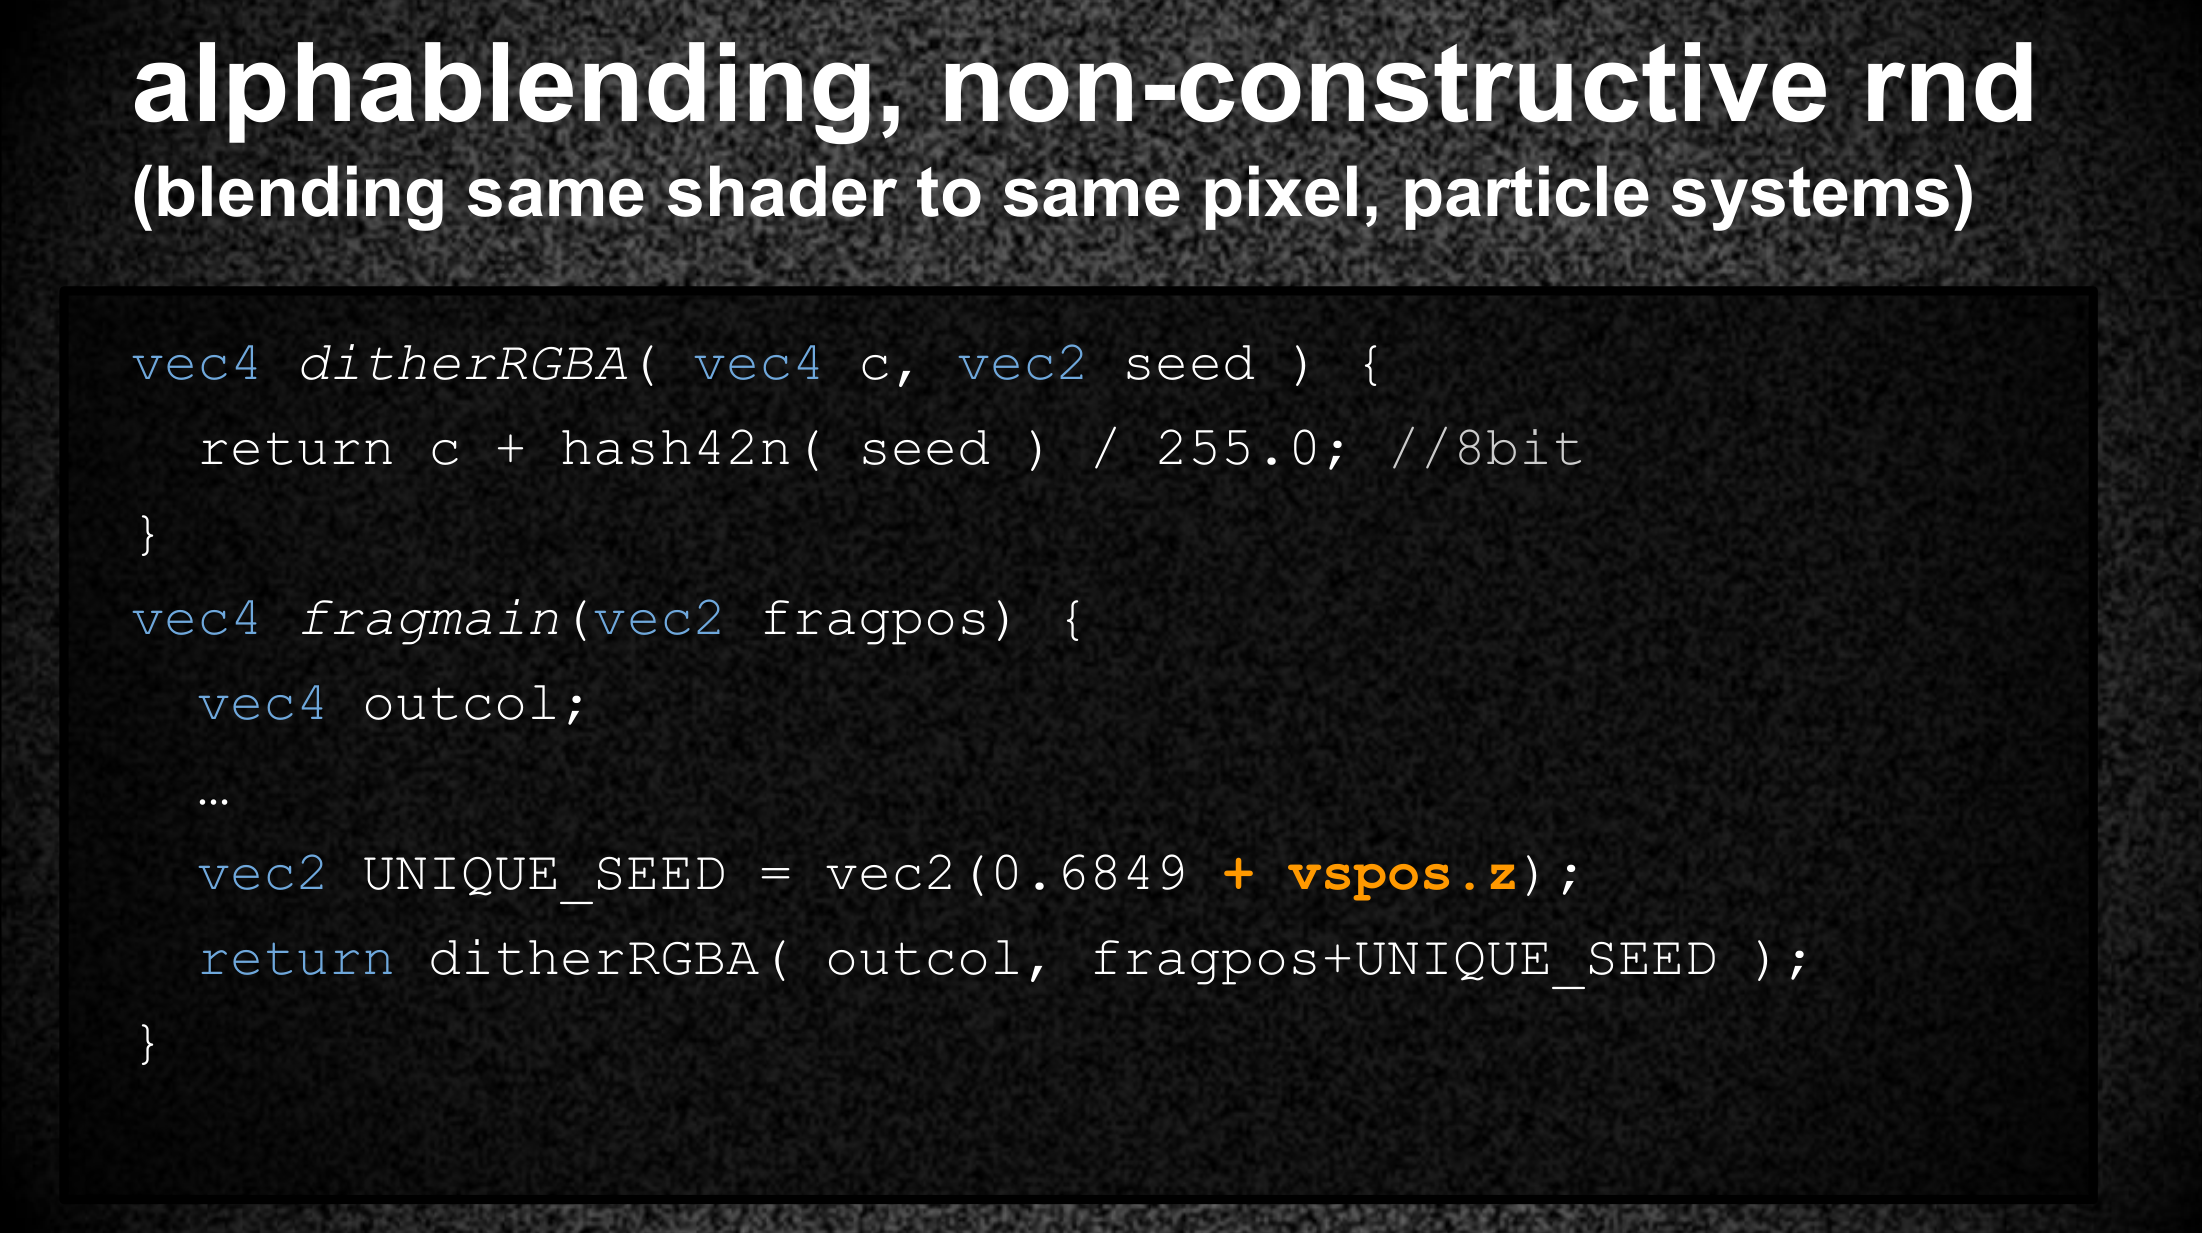 alphablending, non-constructive rnd
(blending same shader to same pixel, particle systems)
vec4 ditherRGBA( vec4 c, vec2 seed ) {
return c + hash42n( seed ) / 255.0; //8bit
}
vec4 fragmain(vec2 fragpos) {
vec4 outcol;
…
vec2 UNIQUE_SEED = vec2(0.6849 + vspos.z);
return ditherRGBA( outcol, fragpos+UNIQUE_SEED );
}